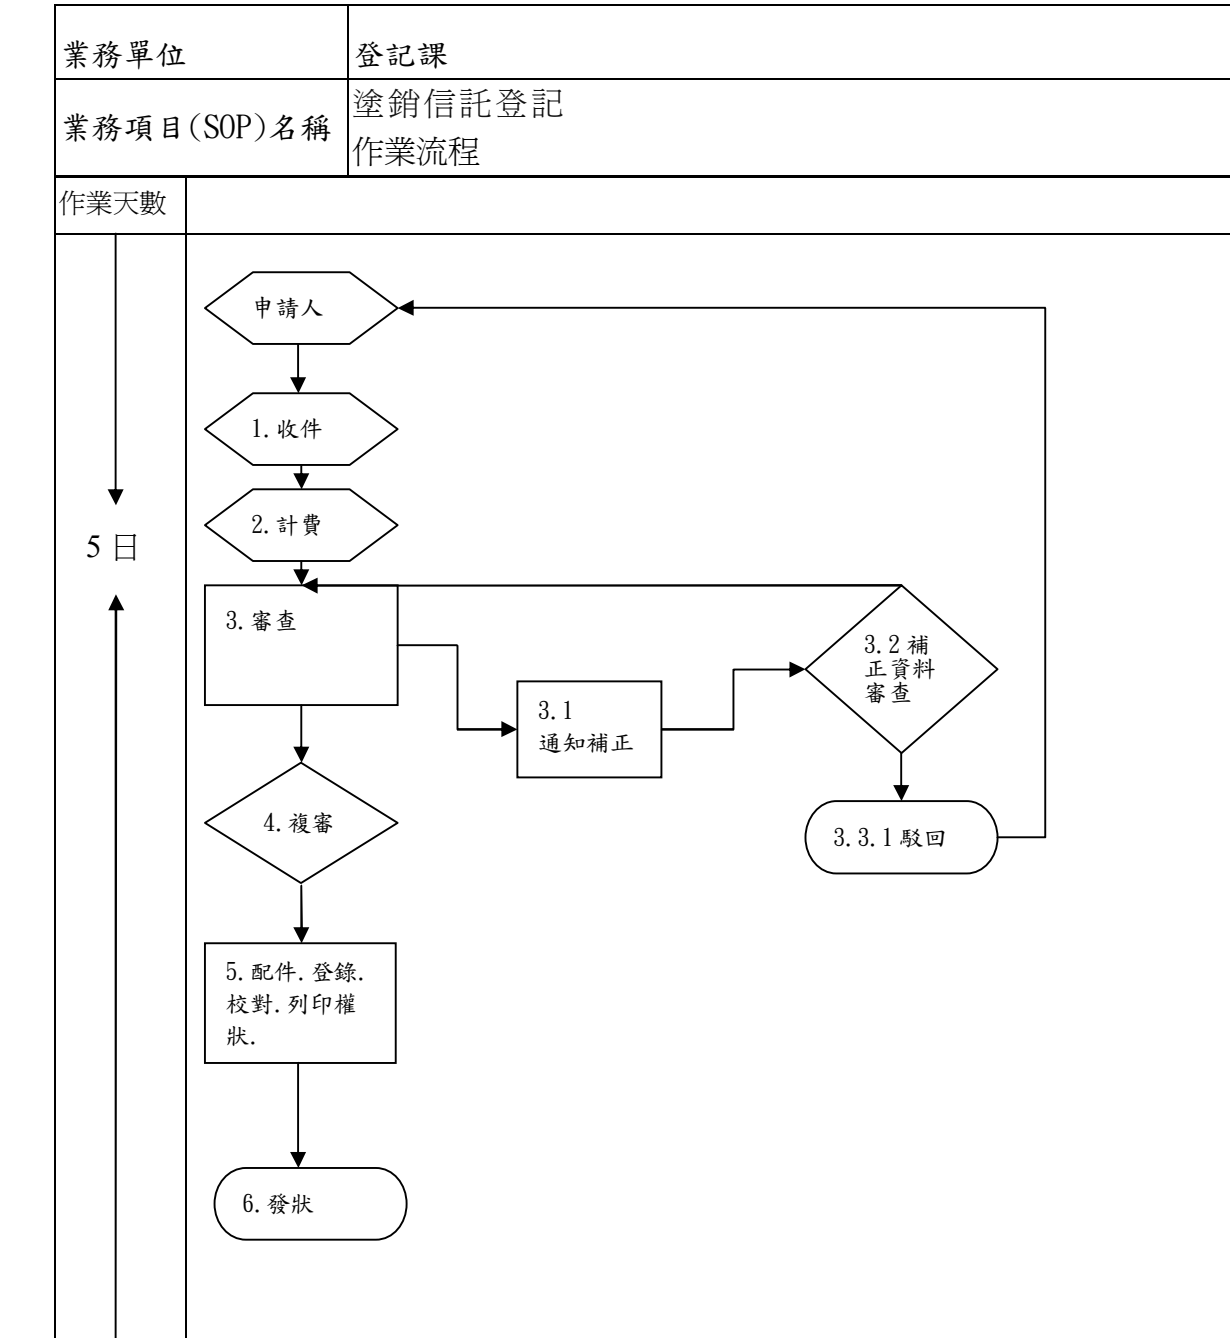 業務單位
登記課
業務項目(SOP)名稱
塗銷信託登記
作業流程
作業天數
5日
申請人
1.收件
2.計費
3.審查
3.1
通知補正
3.2補
正資料
審查
3.3.1駁回
4.複審
5.配件.登錄.
校對.列印權
狀.
6.發狀